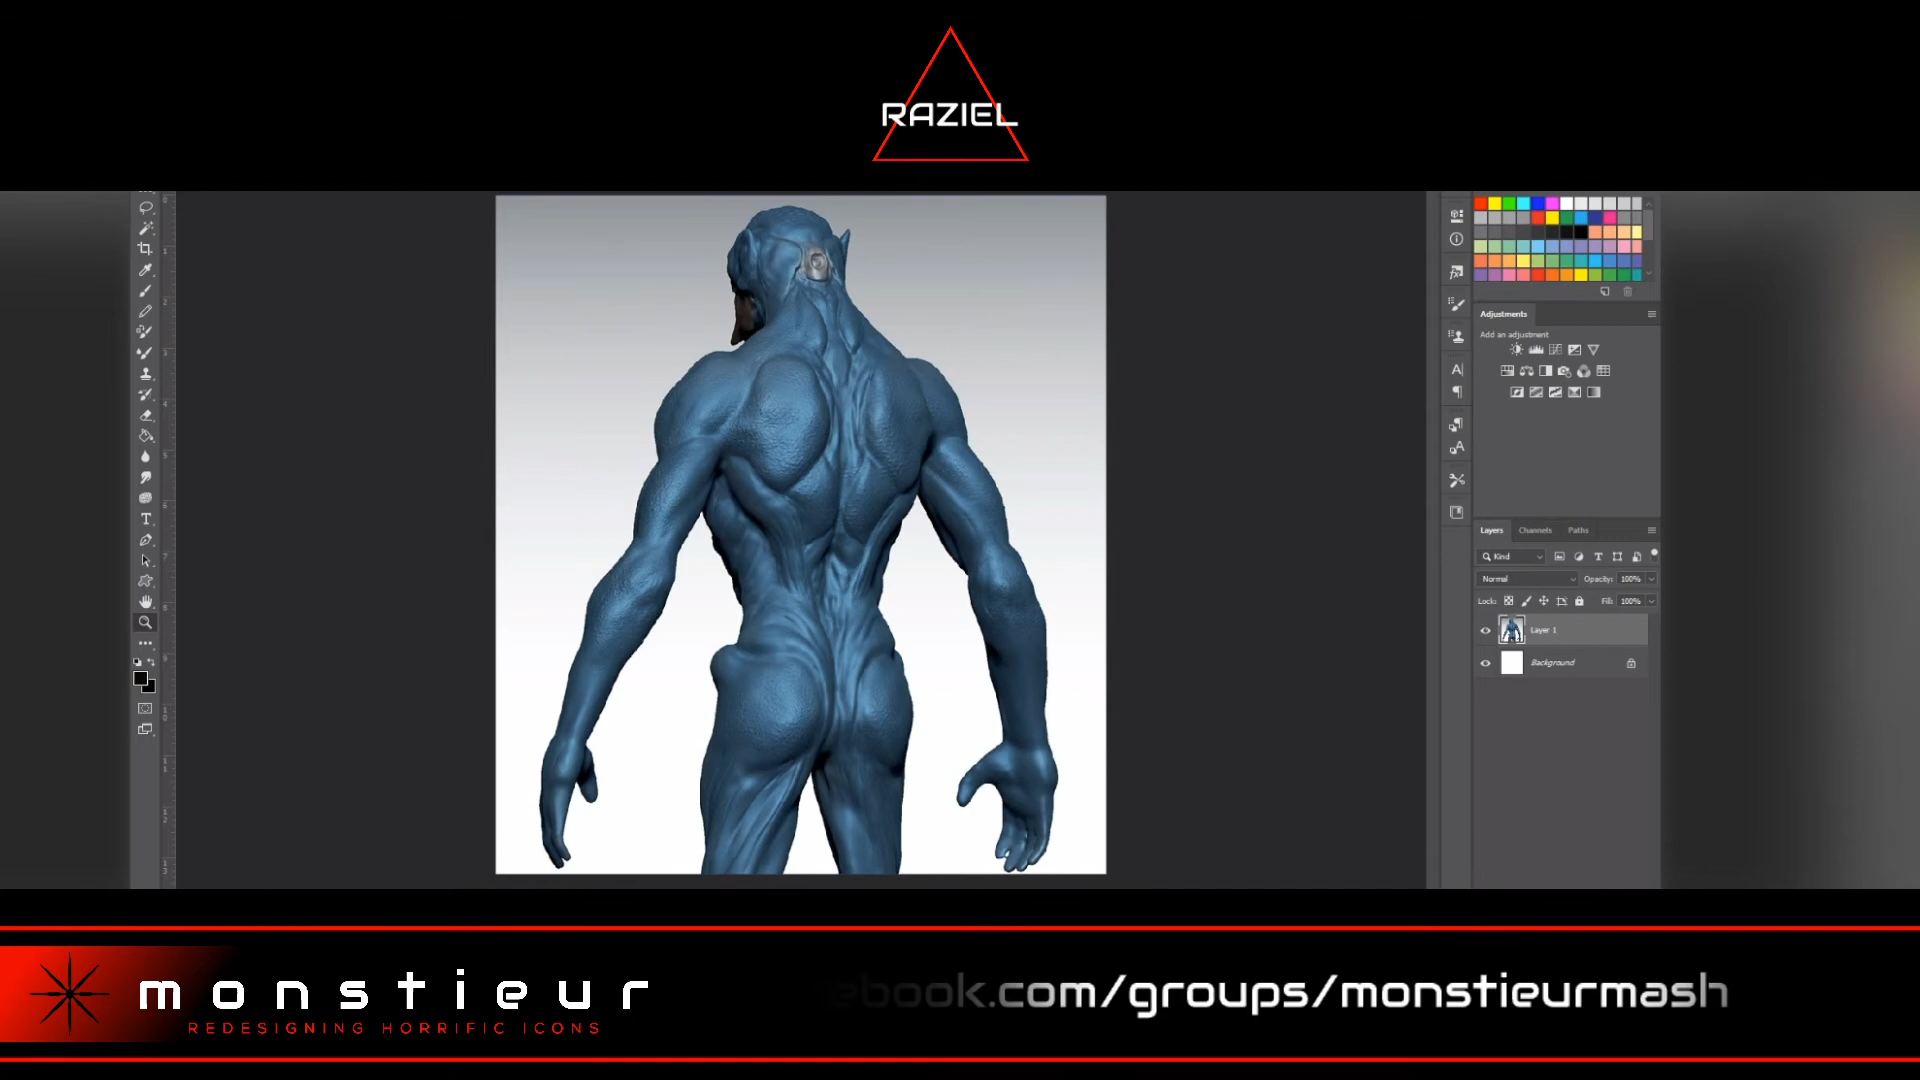 RAZIEL
Adjustments
Add an adjustment
Layers Channels Paths
Kind
Normal Opacity: 100%
Lock: Fill: 100%
Layer 1
Background
monstieur
REDESIGNING HORRIFIC ICONS
ebook.com/groups/monstieurmash